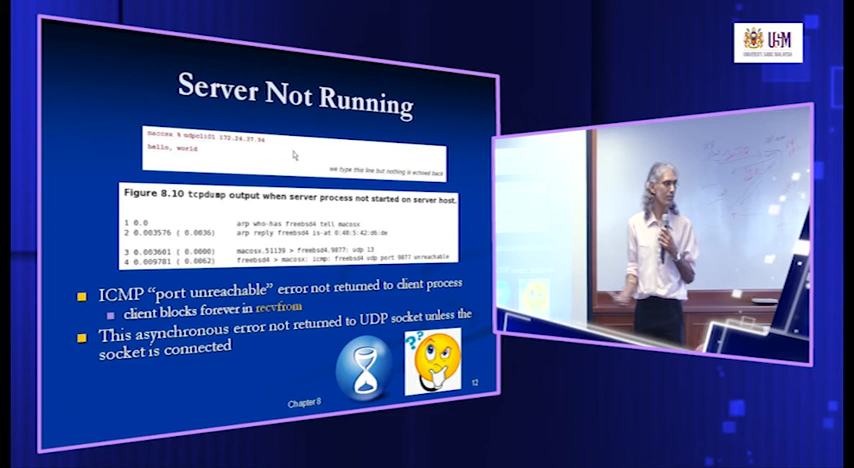 USM
UNIVERSITI SAINS MALAYSIA
Server Not Running
macosx % udpcli01 172.24.37.94
hello, world
we type this line but nothing is echoed back
Figure 8.10 tcpdump output when server process not started on server host.
1 0.0 arp who-has freebsd4 tell macosx
2 0.003576 ( 0.0036) arp reply freebsd4 is-at 0:40:5:42:d6:de
3 0.003601 ( 0.0000) macosx.51139 > freebsd4.9877: udp 13
4 0.009781 ( 0.0062) freebsd4 > macosx: icmp: freebsd4 udp port 9877 unreachable
ICMP “port unreachable” error not returned to client process
client blocks forever in recvfrom
This asynchronous error not returned to UDP socket unless the
socket is connected
??
Chapter 8
12